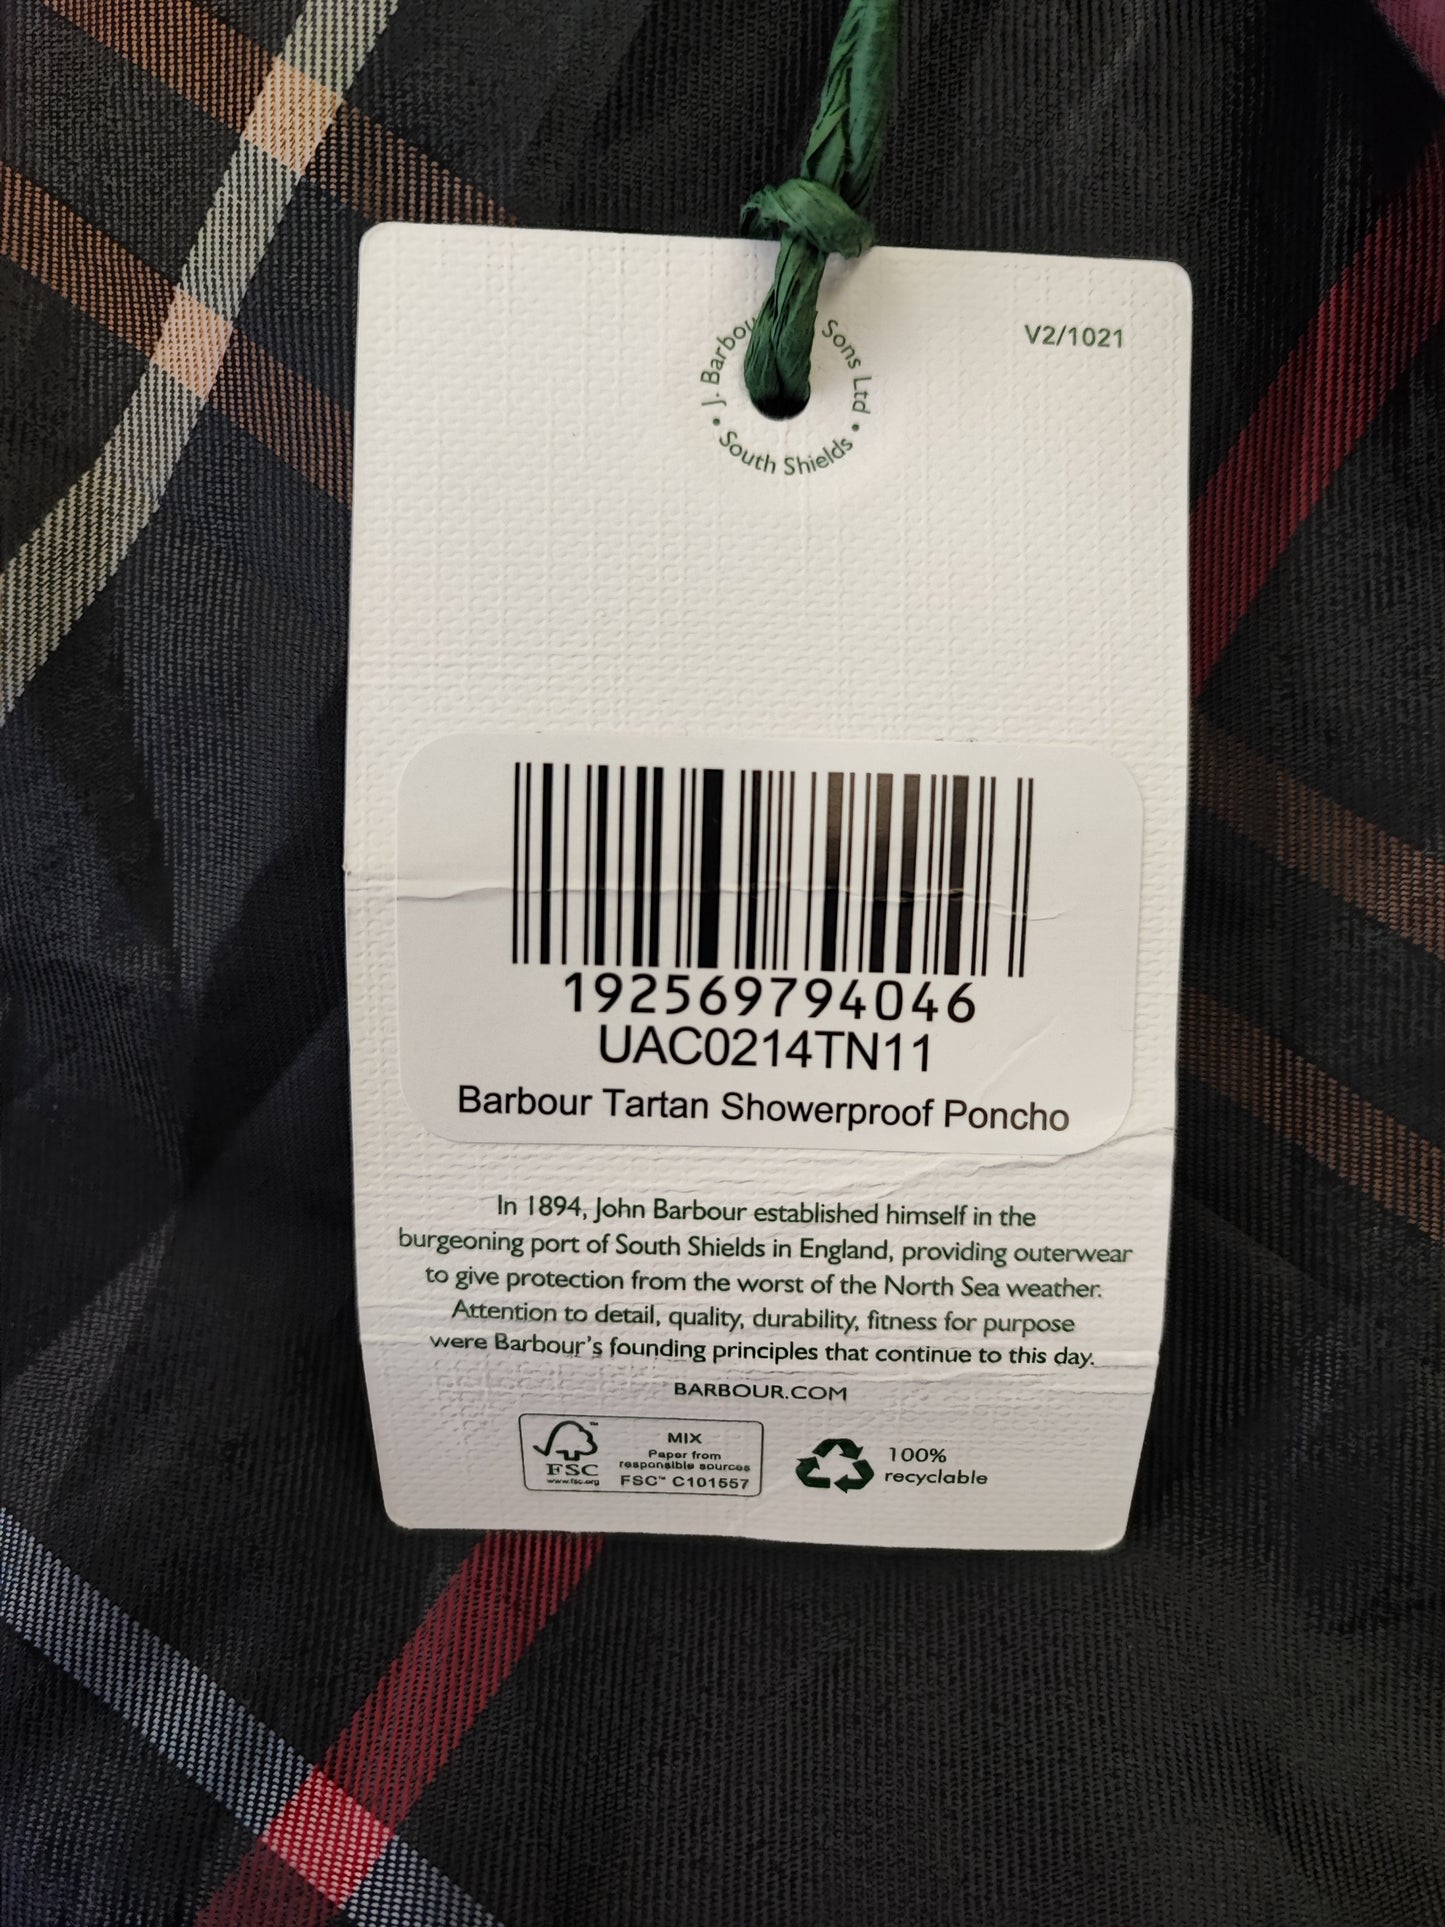 J. Barbou
Sons Ltd
• South Shields •
V2/1021
192569794046
UAC0214TN11
Barbour Tartan Showerproof Poncho
In 1894, John Barbour established himself in the
burgeoning port of South Shields in England, providing outerwear
to give protection from the worst of the North Sea weather.
Attention to detail, quality, durability, fitness for purpose
were Barbour's founding principles that continue to this day.
BARBOUR.COM
FSC
www.fsc.org
MIX
Paper from
responsible sources
FSC™ C101557
100%
recyclable